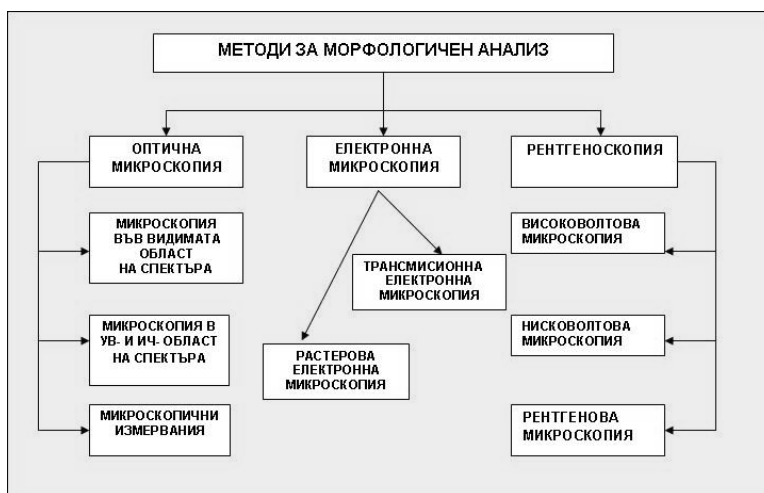 МЕТОДИ ЗА МОРФОЛОГИЧЕН АНАЛИЗ
ОПТИЧНА
МИКРОСКОПИЯ
ЕЛЕКТРОННА
МИКРОСКОПИЯ
РЕНТГЕНОСКОПИЯ
МИКРОСКОПИЯ
ВЪВ ВИДИМАТА
ОБЛАСТ
НА СПЕКТЪРА
МИКРОСКОПИЯ В
УВ- И ИЧ- ОБЛАСТ
НА СПЕКТЪРА
МИКРОСКОПИЧНИ
ИЗМЕРВАНИЯ
ТРАНСМИСИОННА
ЕЛЕКТРОННА
МИКРОСКОПИЯ
РАСТЕРОВА
ЕЛЕКТРОННА
МИКРОСКОПИЯ
ВИСОКОВОЛТОВА
МИКРОСКОПИЯ
НИСКОВОЛТОВА
МИКРОСКОПИЯ
РЕНТГЕНОВА
МИКРОСКОПИЯ